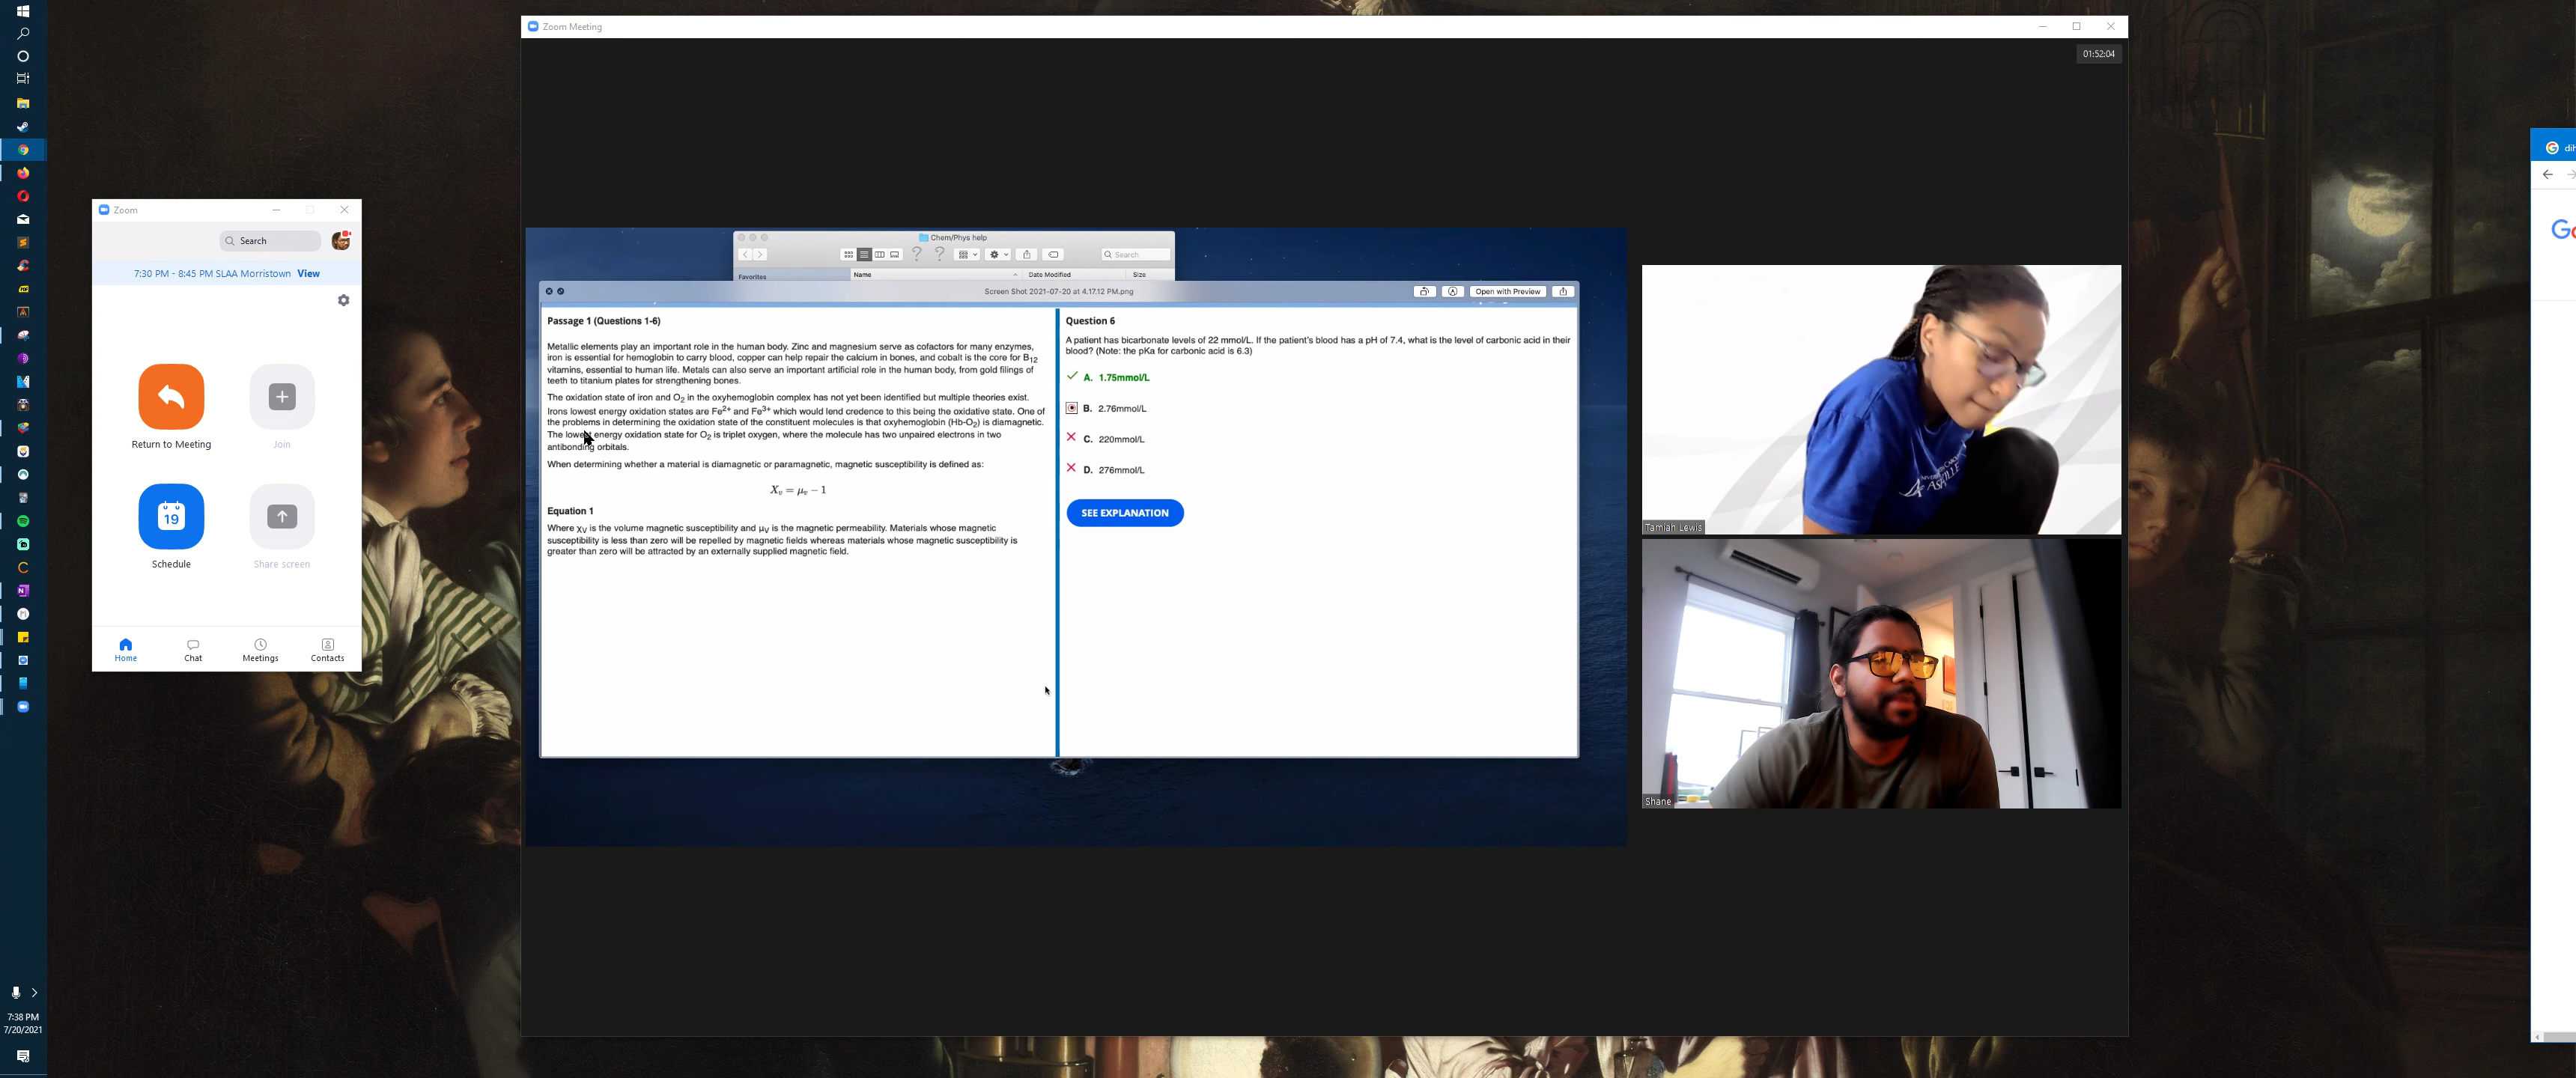 Zoom
Search
7:30 PM - 8:45 PM SLAA Morristown View
Return to Meeting
Join
19
Schedule
Share screen
Home
Chat
Meetings
Contacts
7:38 PM
7/20/2021
Zoom Meeting
01:52:04
Chem/Phys help
Search
Favorites
Name
Date Modified
Size
Screen Shot 2021-07-20 at 4.17.12 PM.png
Open with Preview
Passage 1 (Questions 1-6)
Metallic elements play an important role in the human body. Zinc and magnesium serve as cofactors for many enzymes,
iron is essential for hemoglobin to carry blood, copper can help repair the calcium in bones, and cobalt is the core for B12
vitamins, essential to human life. Metals can also serve an important artificial role in the human body, from gold filings of
teeth to titanium plates for strengthening bones.
The oxidation state of iron and O2 in the oxyhemoglobin complex has not yet been identified but multiple theories exist.
Irons lowest energy oxidation states are Fe2+ and Fe3+ which would lend credence to this being the oxidative state. One of
the problems in determining the oxidation state of the constituent molecules is that oxyhemoglobin (Hb-O2) is diamagnetic.
The lowest energy oxidation state for O2 is triplet oxygen, where the molecule has two unpaired electrons in two
antibonding orbitals.
When determining whether a material is diamagnetic or paramagnetic, magnetic susceptibility is defined as:
Xv = μv − 1
Equation 1
Where χV is the volume magnetic susceptibility and μV is the magnetic permeability. Materials whose magnetic
susceptibility is less than zero will be repelled by magnetic fields whereas materials whose magnetic susceptibility is
greater than zero will be attracted by an externally supplied magnetic field.
Question 6
A patient has bicarbonate levels of 22 mmol/L. If the patient's blood has a pH of 7.4, what is the level of carbonic acid in their
blood? (Note: the pKa for carbonic acid is 6.3)
A. 1.75mmol/L
B. 2.76mmol/L
C. 220mmol/L
D. 276mmol/L
SEE EXPLANATION
ASHEVILLE
Tamiah Lewis
Shane
dih
Go